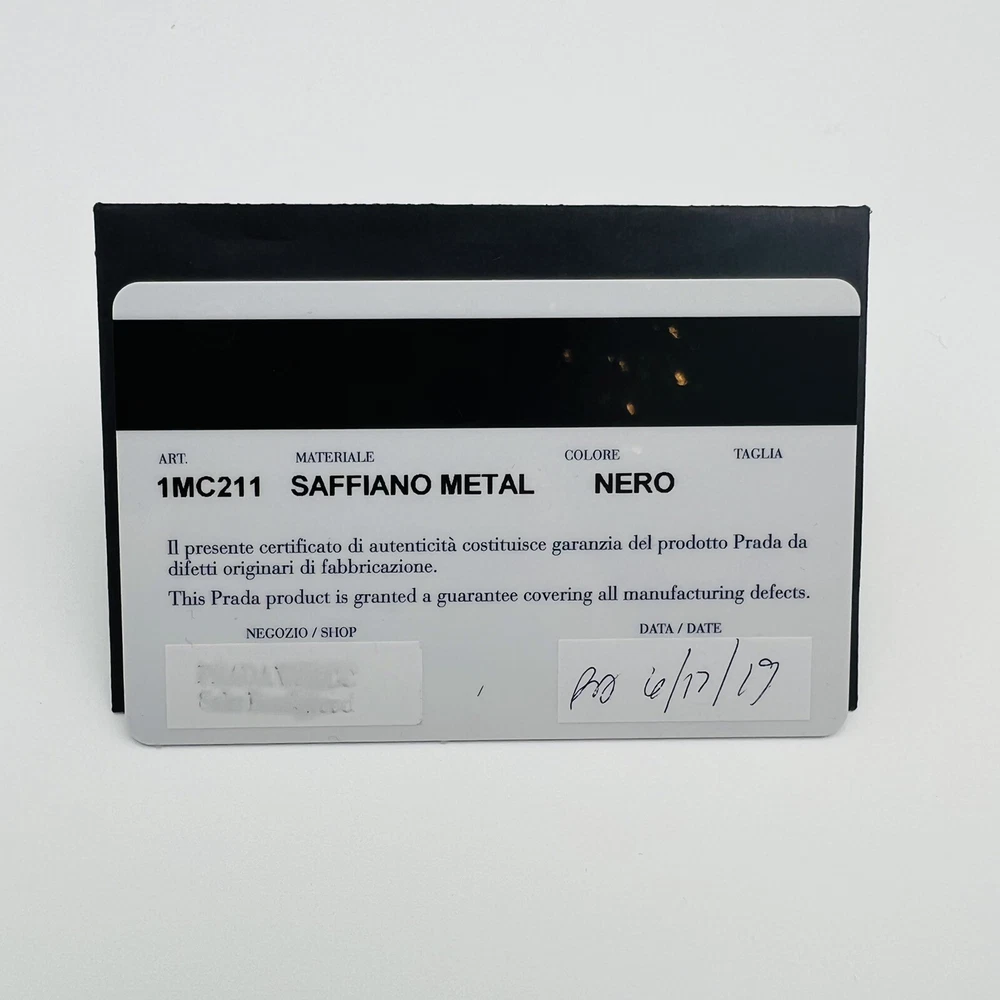 ART. MATERIALE COLORE TAGLIA
1MC211 SAFFIANO METAL NERO
Il presente certificato di autenticità costituisce garanzia del prodotto Prada da
difetti originari di fabbricazione.
This Prada product is granted a guarantee covering all manufacturing defects.
NEGOZIO / SHOP DATA / DATE
6/17/19